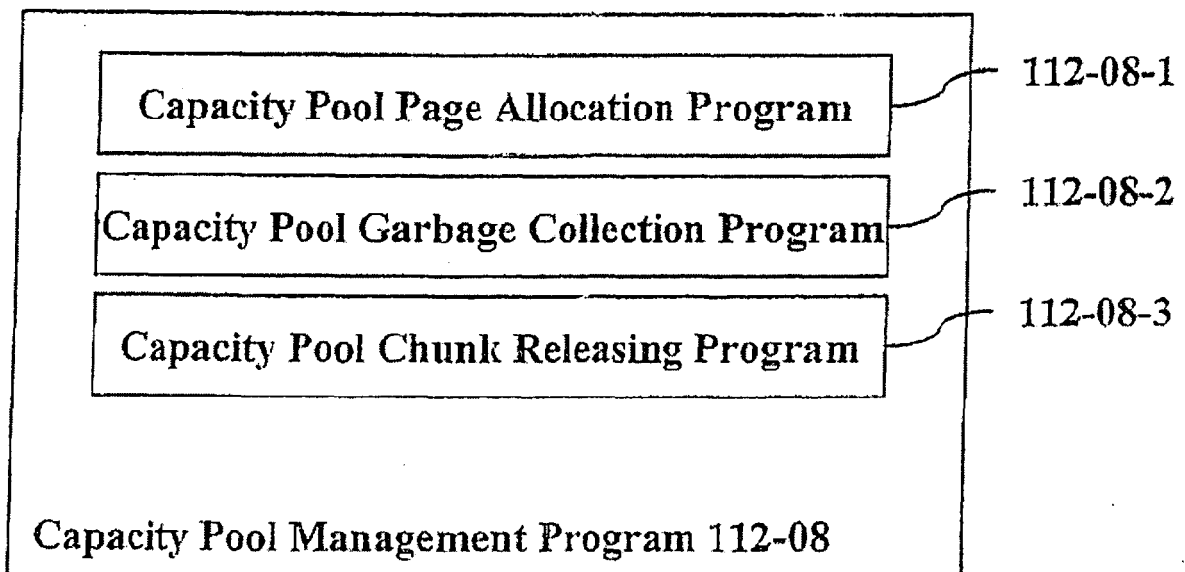 Capacity Pool Page Allocation Program 112-08-1
Capacity Pool Garbage Collection Program 112-08-2
Capacity Pool Chunk Releasing Program 112-08-3
Capacity Pool Management Program 112-08